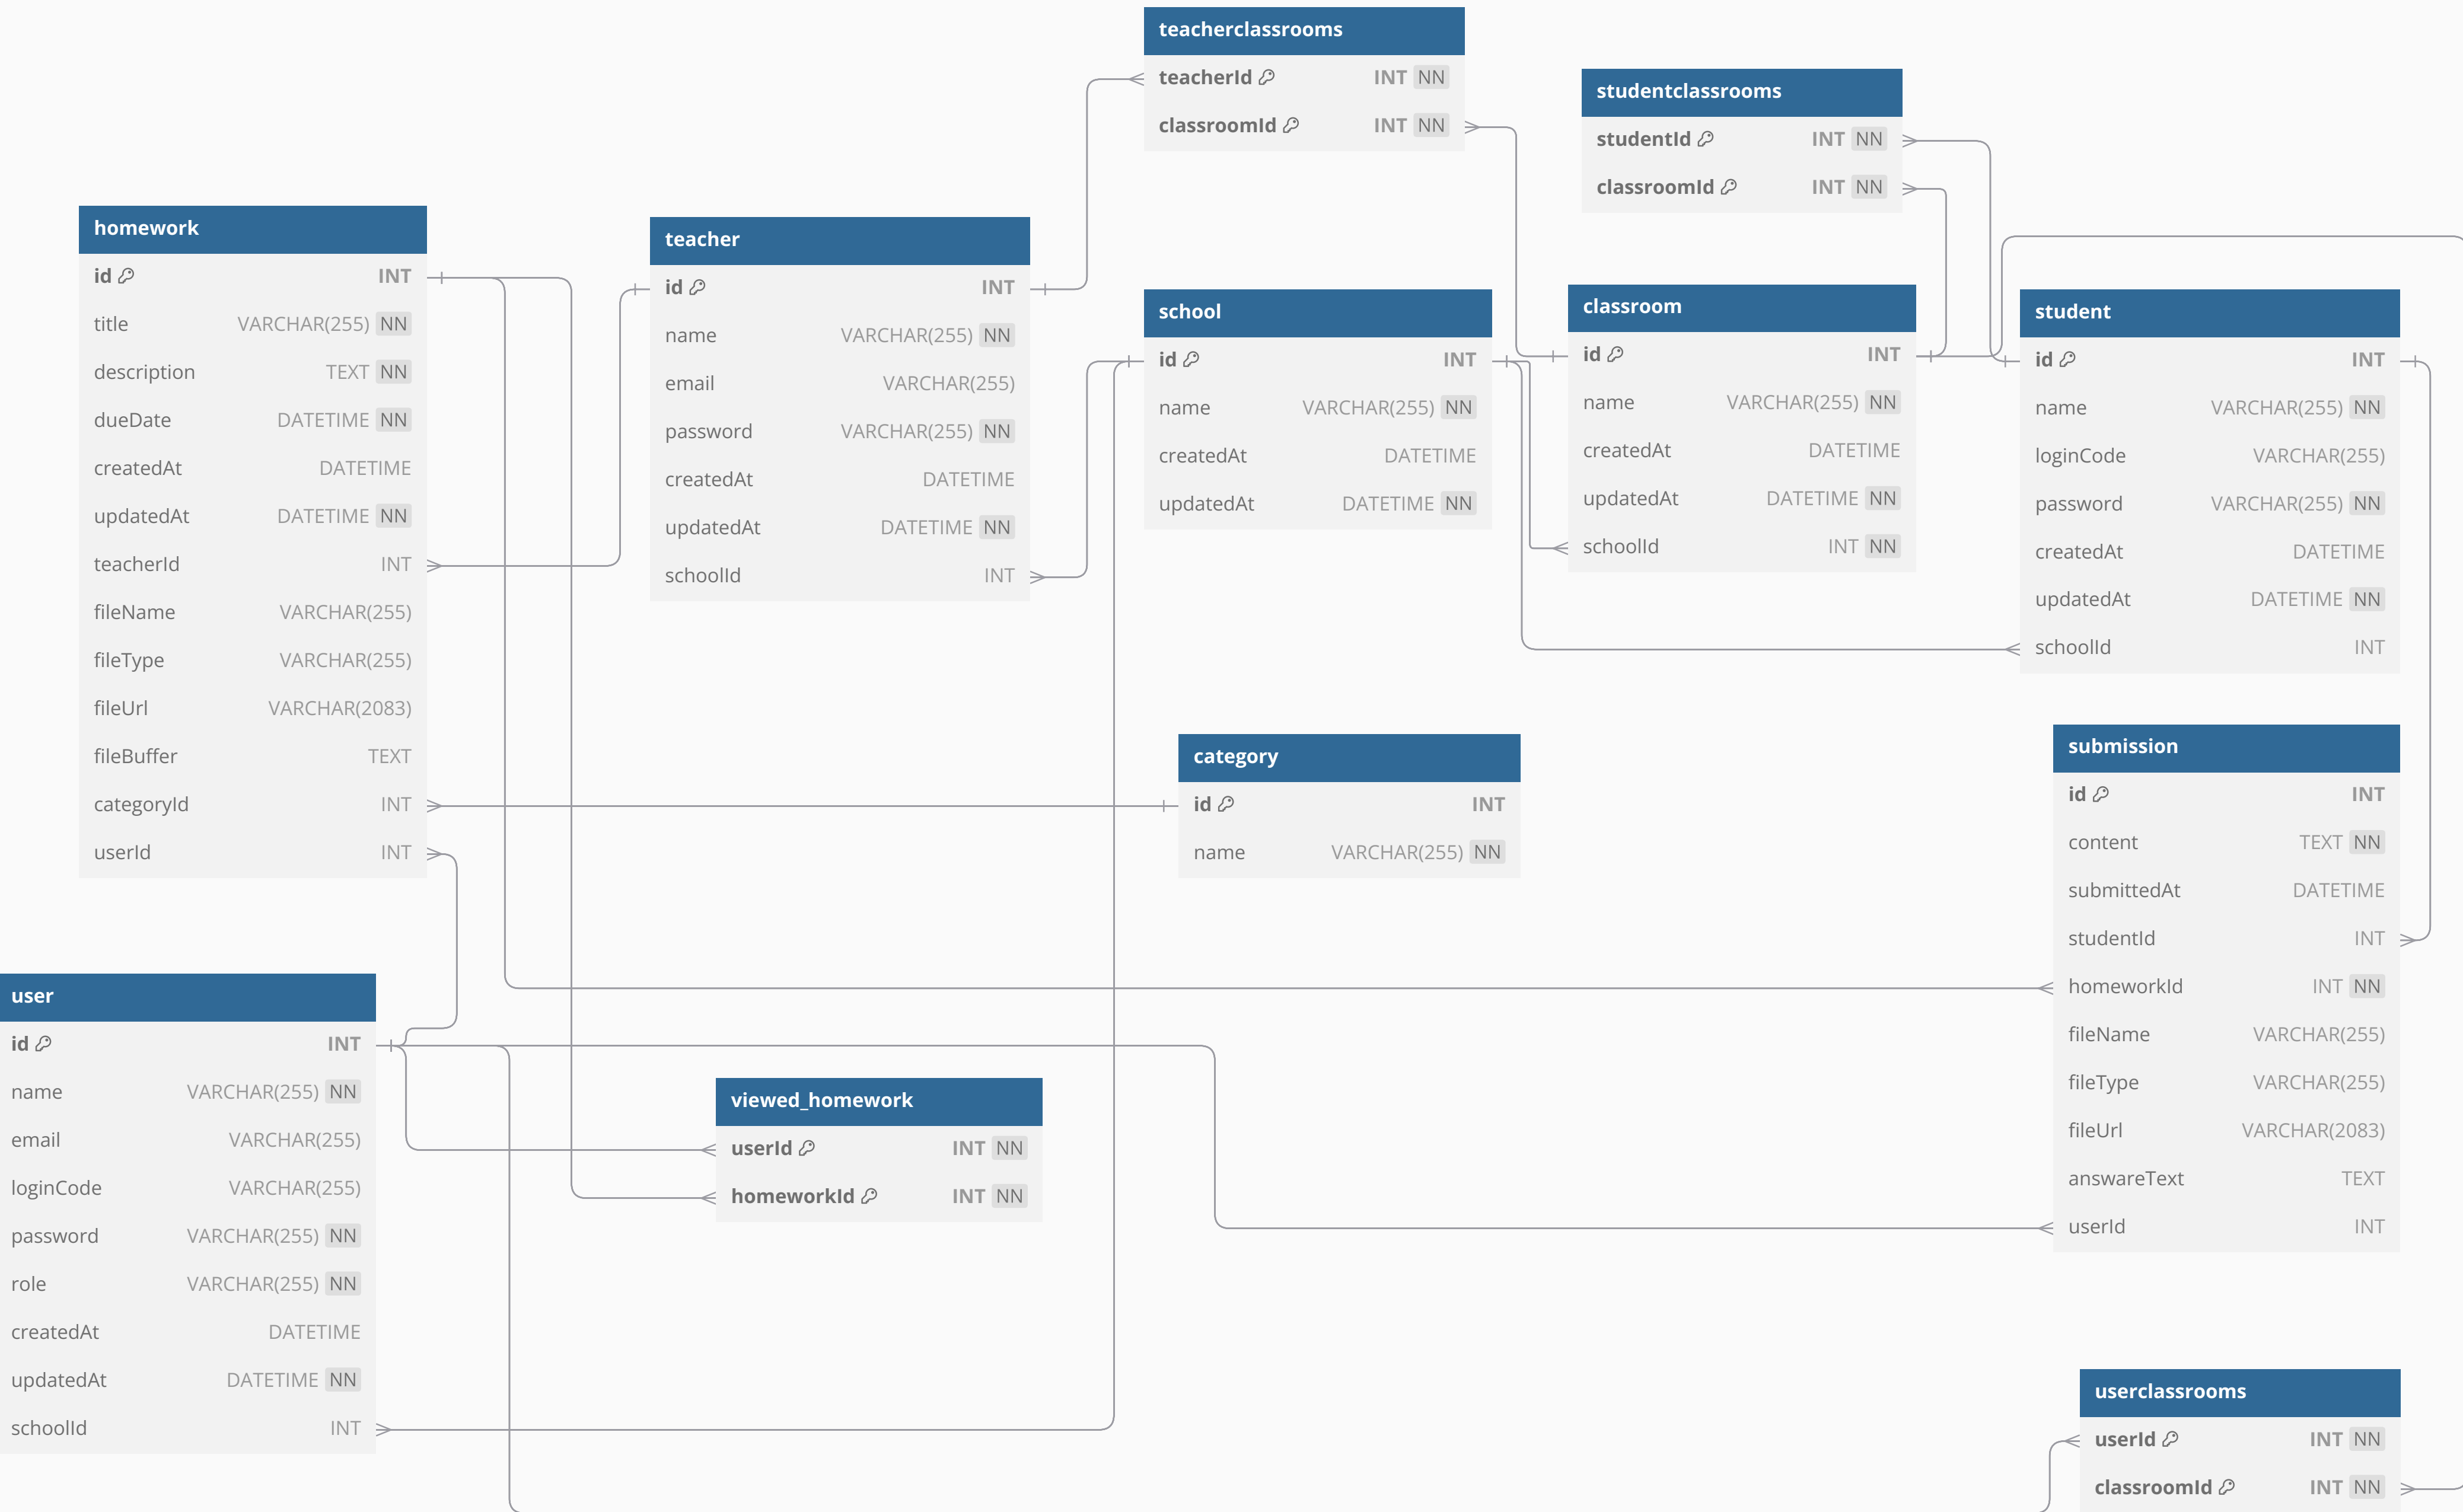 teacherclassrooms
teacherId INT NN
classroomId INT NN
studentclassrooms
studentId INT NN
classroomId INT NN
homework
id INT
title VARCHAR(255) NN
description TEXT NN
dueDate DATETIME NN
createdAt DATETIME
updatedAt DATETIME NN
teacherId INT
fileName VARCHAR(255)
fileType VARCHAR(255)
fileUrl VARCHAR(2083)
fileBuffer TEXT
categoryId INT
userId INT
teacher
id INT
name VARCHAR(255) NN
email VARCHAR(255)
password VARCHAR(255) NN
createdAt DATETIME
updatedAt DATETIME NN
schoolId INT
school
id INT
name VARCHAR(255) NN
createdAt DATETIME
updatedAt DATETIME NN
classroom
id INT
name VARCHAR(255) NN
createdAt DATETIME
updatedAt DATETIME NN
schoolId INT NN
student
id INT
name VARCHAR(255) NN
loginCode VARCHAR(255)
password VARCHAR(255) NN
createdAt DATETIME
updatedAt DATETIME NN
schoolId INT
category
id INT
name VARCHAR(255) NN
submission
id INT
content TEXT NN
submittedAt DATETIME
studentId INT
homeworkId INT NN
fileName VARCHAR(255)
fileType VARCHAR(255)
fileUrl VARCHAR(2083)
answareText TEXT
userId INT
user
id INT
name VARCHAR(255) NN
email VARCHAR(255)
loginCode VARCHAR(255)
password VARCHAR(255) NN
role VARCHAR(255) NN
createdAt DATETIME
updatedAt DATETIME NN
schoolId INT
viewed_homework
userId INT NN
homeworkId INT NN
userclassrooms
userId INT NN
classroomId INT NN